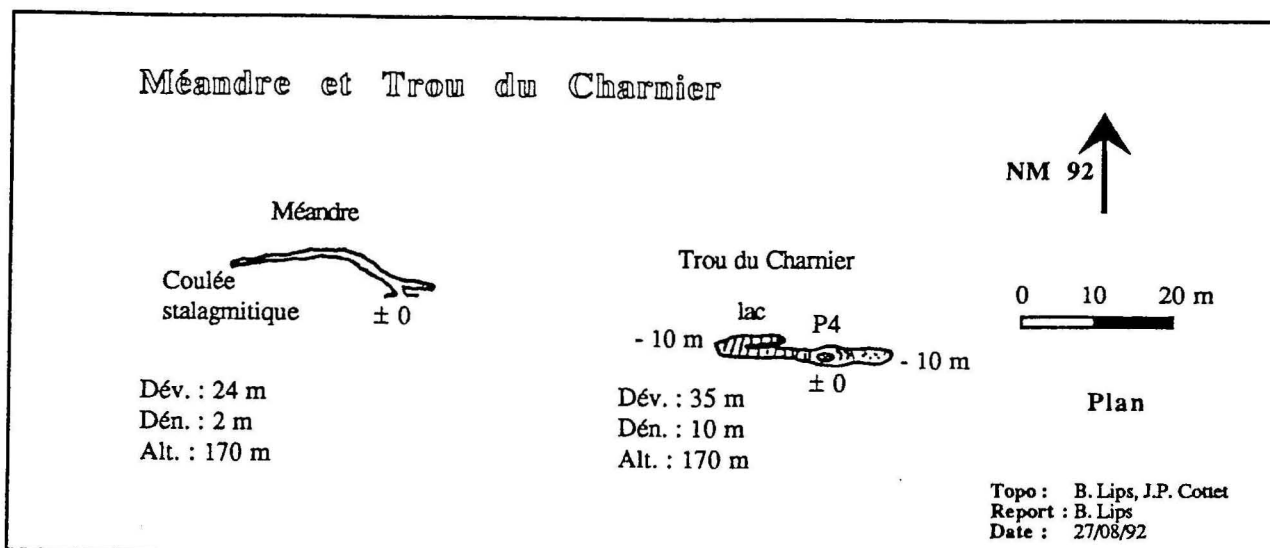 Méandre et Trou du Charnier
NM 92
Méandre
Coulée
stalagmitique
± 0
Dév. : 24 m
Dén. : 2 m
Alt. : 170 m
Trou du Charnier
lac
P4
- 10 m
- 10 m
± 0
Dév. : 35 m
Dén. : 10 m
Alt. : 170 m
0 10 20 m
Plan
Topo : B. Lips, J.P. Cottet
Report : B. Lips
Date : 27/08/92